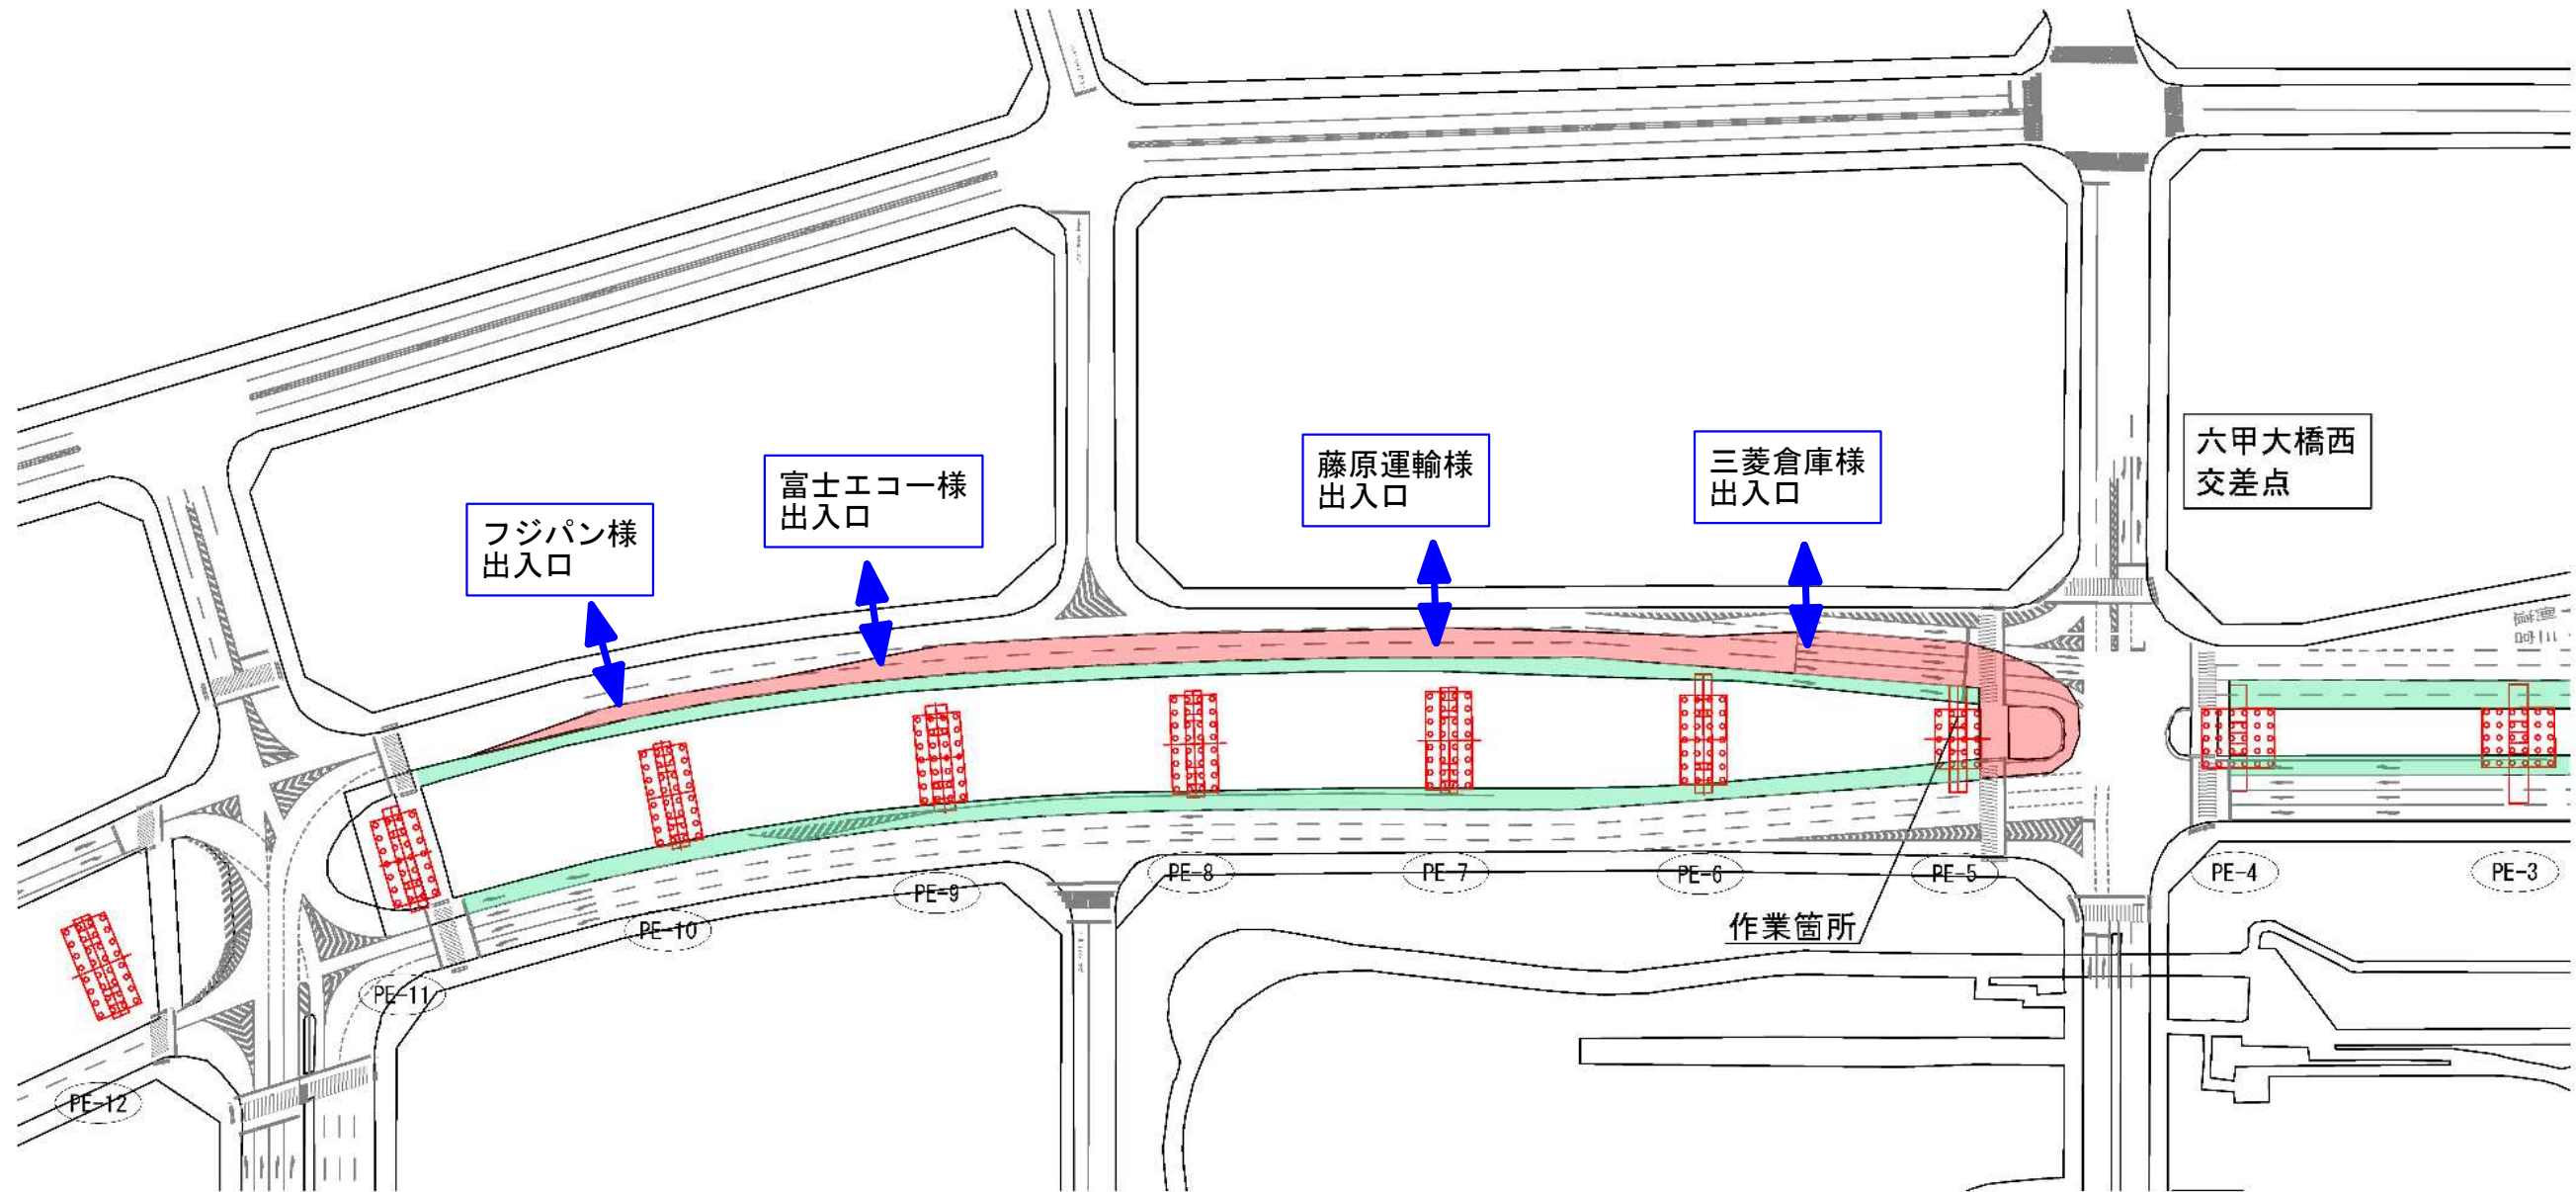 六甲大橋西
交差点
三菱倉庫様
出入口
藤原運輸様
出入口
富士エコー様
出入口
フジパン様
出入口
PE-8
PE-7
PE-6
PE-5
PE-4
PE-3
PE-9
PE-10
作業箇所
PE-11
PE-12